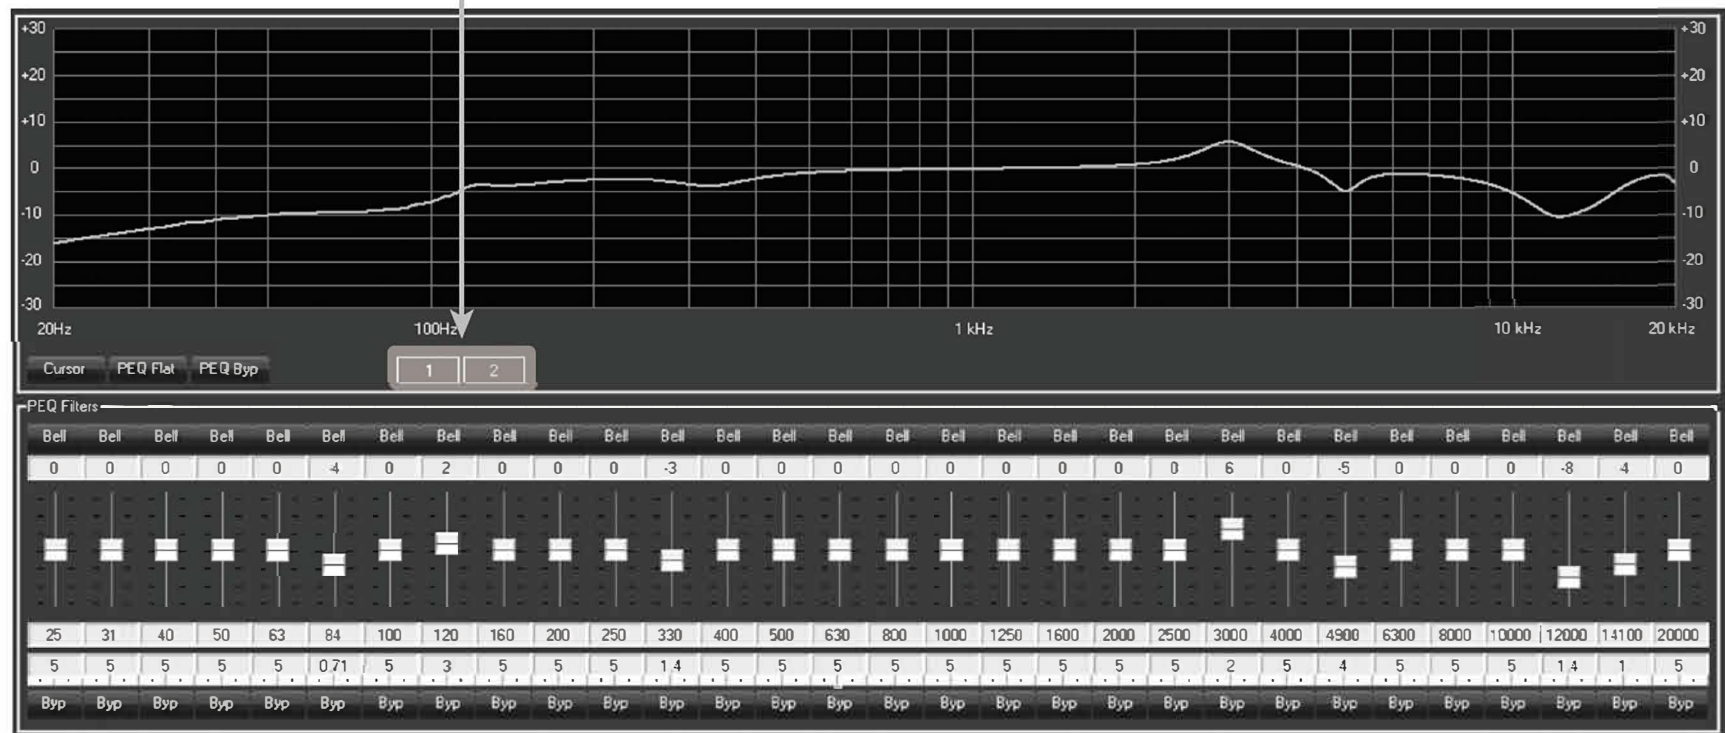 +30 +30
+20 +20
+10 +10
0 0
-10 -10
-20 -20
-30 -30
20Hz 100Hz 1 kHz 10 kHz 20 kHz
Cursor PEQ Flat PEQ Byp 1 2
PEQ Filters
Bell Bell Bell Bell Bell Bell Bell Bell Bell Bell Bell Bell Bell Bell Bell Bell Bell Bell Bell Bell Bell Bell Bell Bell Bell Bell Bell Bell Bell Bell
0 0 0 0 0 -4 0 2 0 0 0 -3 0 0 0 0 0 0 0 0 0 6 0 -5 0 0 0 -8 -4 0
25 31 40 50 63 84 100 120 160 200 250 330 400 500 630 800 1000 1250 1600 2000 2500 3000 4000 4900 6300 8000 10000 12000 14100 20000
5 5 5 5 5 0.71 5 3 5 5 5 1.4 5 5 5 5 5 5 5 5 5 2 5 4 5 5 5 1.4 1 5
Byp Byp Byp Byp Byp Byp Byp Byp Byp Byp Byp Byp Byp Byp Byp Byp Byp Byp Byp Byp Byp Byp Byp Byp Byp Byp Byp Byp Byp Byp